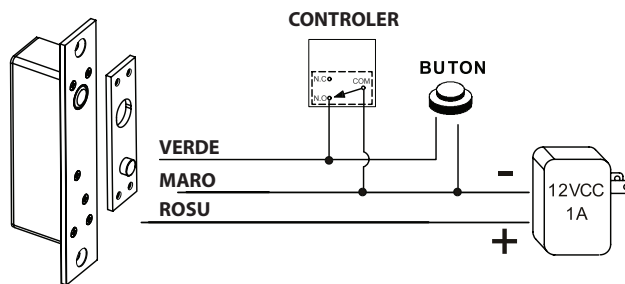 CONTROLER
N.C
COM
N.O
BUTON
VERDE
MARO
ROSU
-
+
12VCC
1A